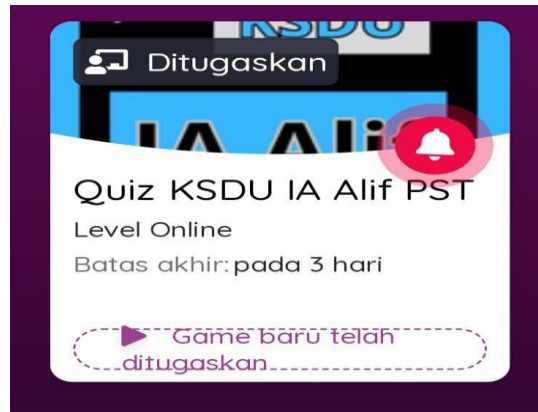 KSDU
Ditugaskan
IA Alif
Quiz KSDU IA Alif PST
Level Online
Batas akhir: pada 3 hari
Game baru telah
ditugaskan